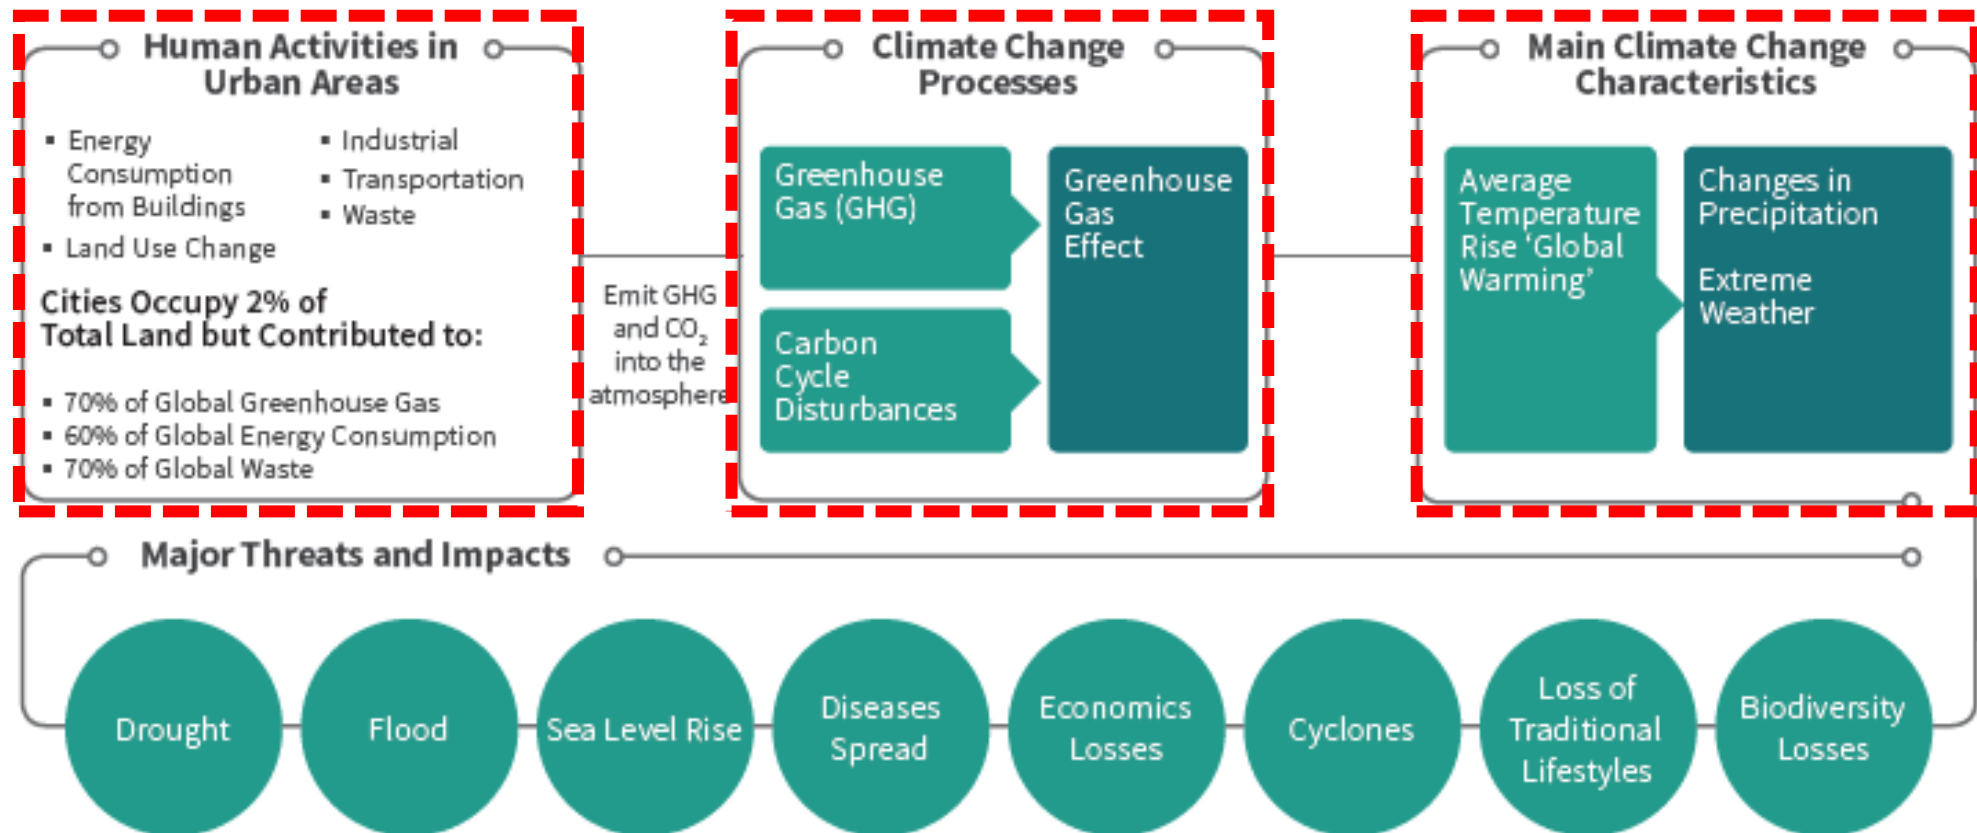 Human Activities in
Urban Areas
▪ Energy
Consumption
from Buildings
▪ Land Use Change
▪ Industrial
▪ Transportation
▪ Waste
Cities Occupy 2% of
Total Land but Contributed to:
▪ 70% of Global Greenhouse Gas
▪ 60% of Global Energy Consumption
▪ 70% of Global Waste
Emit GHG
and CO₂
into the
atmosphere
Climate Change
Processes
Greenhouse
Gas (GHG)
Carbon
Cycle
Disturbances
Greenhouse
Gas
Effect
Main Climate Change
Characteristics
Average
Temperature
Rise ‘Global
Warming’
Changes in
Precipitation
Extreme
Weather
Major Threats and Impacts
Drought
Flood
Sea Level Rise
Diseases
Spread
Economics
Losses
Cyclones
Loss of
Traditional
Lifestyles
Biodiversity
Losses